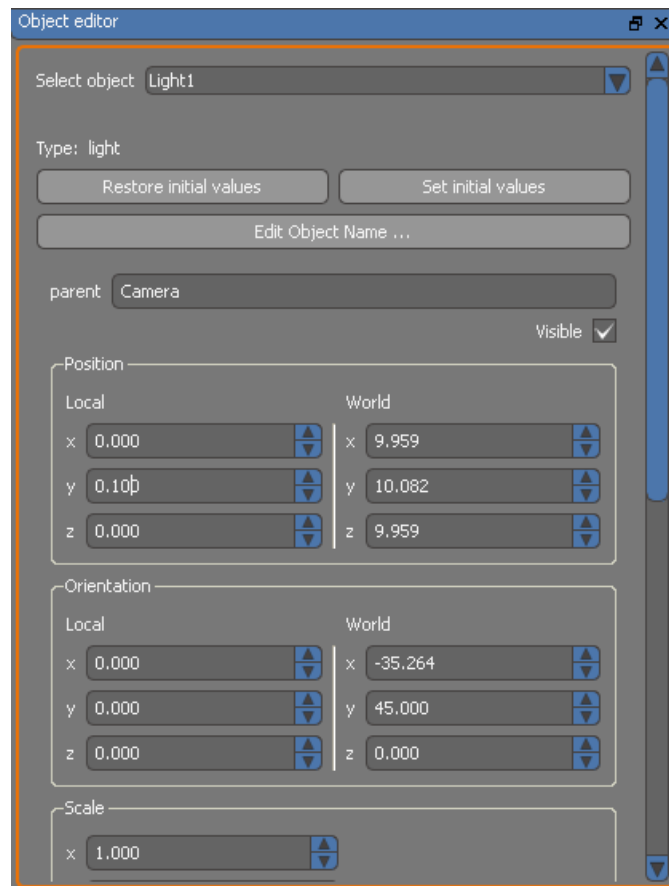 Object editor
Select object Light1
Type: light
Restore initial values Set initial values
Edit Object Name ...
parent Camera
Visible
Position
Local World
x 0.000 x 9.959
y 0.100 y 10.082
z 0.000 z 9.959
Orientation
Local World
x 0.000 x -35.264
y 0.000 y 45.000
z 0.000 z 0.000
Scale
x 1.000